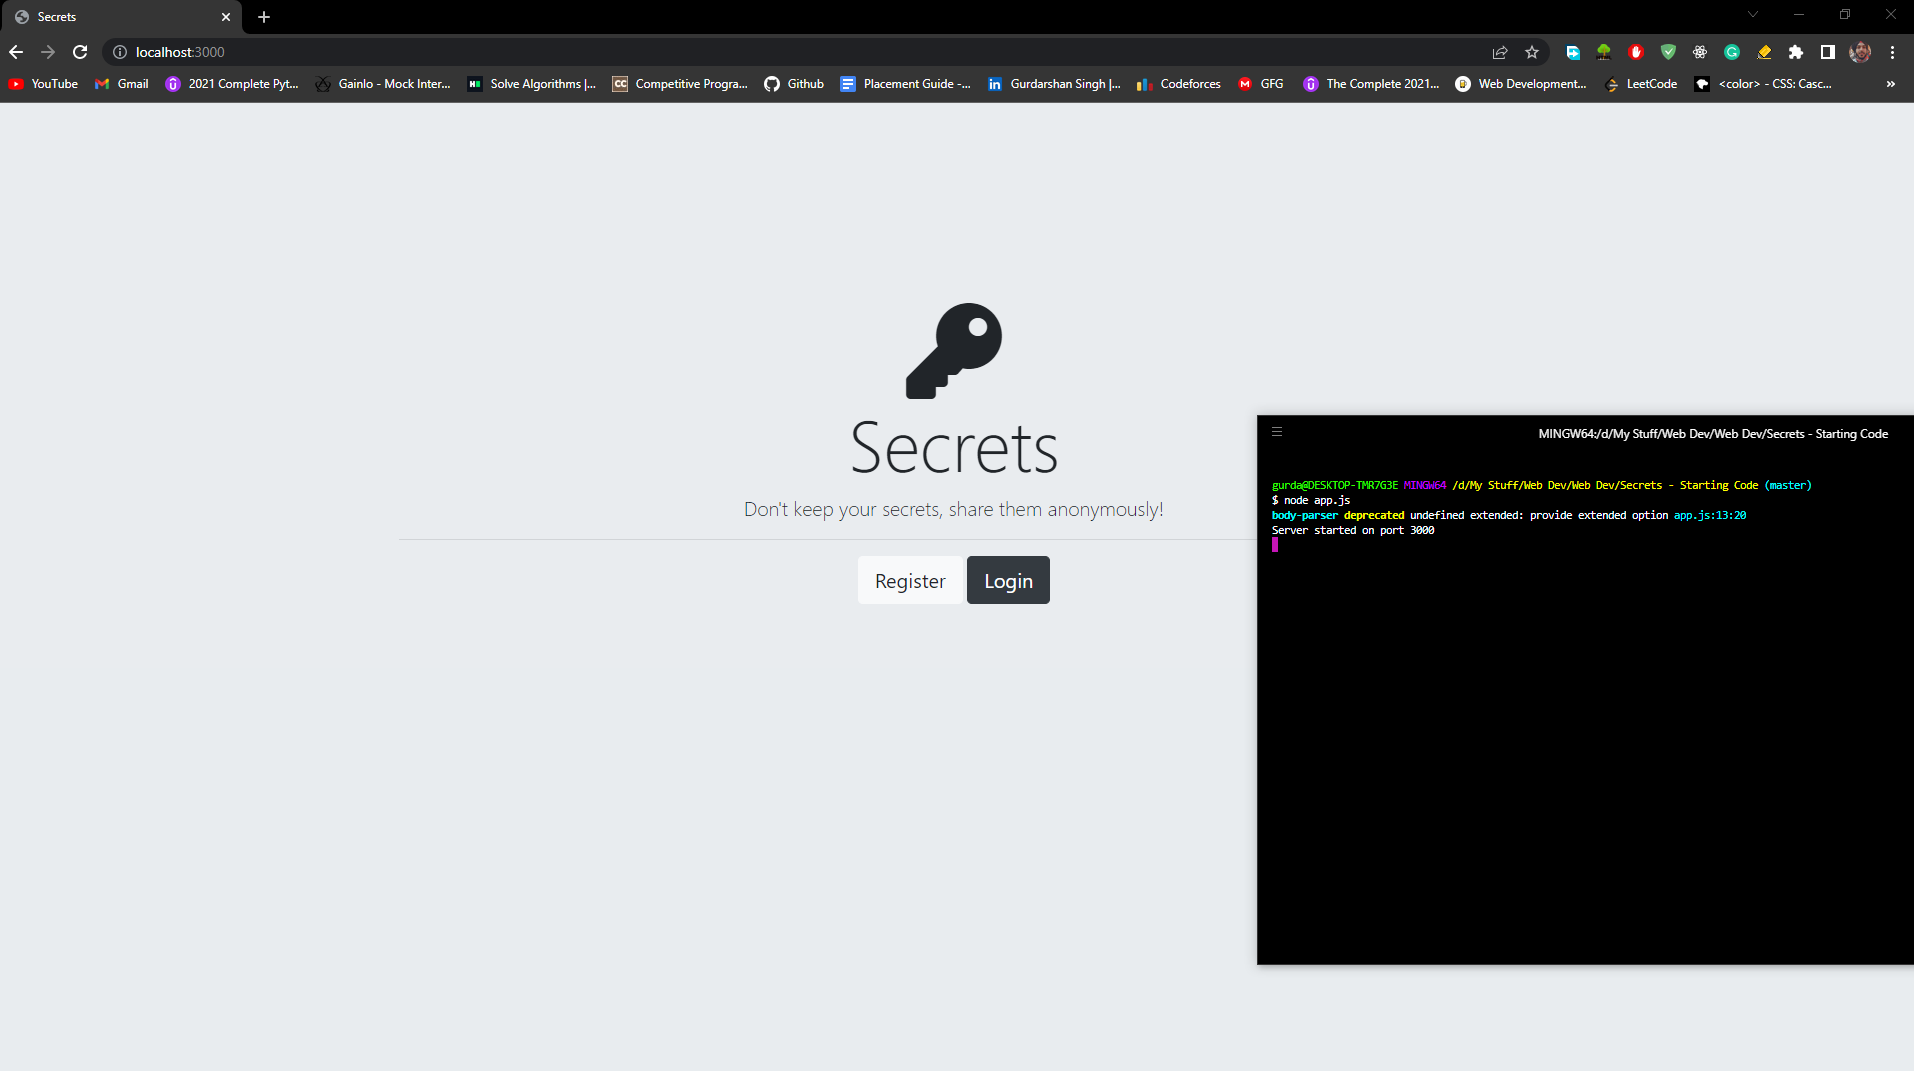 Secrets
localhost:3000
YouTube Gmail 2021 Complete Pyt... Gainlo - Mock Inter... Solve Algorithms |... Competitive Progra... Github Placement Guide -... Gurdarshan Singh |... Codeforces GFG The Complete 2021... Web Development... LeetCode <color> - CSS: Casc... »
Secrets
Don't keep your secrets, share them anonymously!
Register Login
MINGW64:/d/My Stuff/Web Dev/Web Dev/Secrets - Starting Code
gurda@DESKTOP-TMR7G3E MINGW64 /d/My Stuff/Web Dev/Web Dev/Secrets - Starting Code (master)
$ node app.js
body-parser deprecated undefined extended: provide extended option app.js:13:20
Server started on port 3000